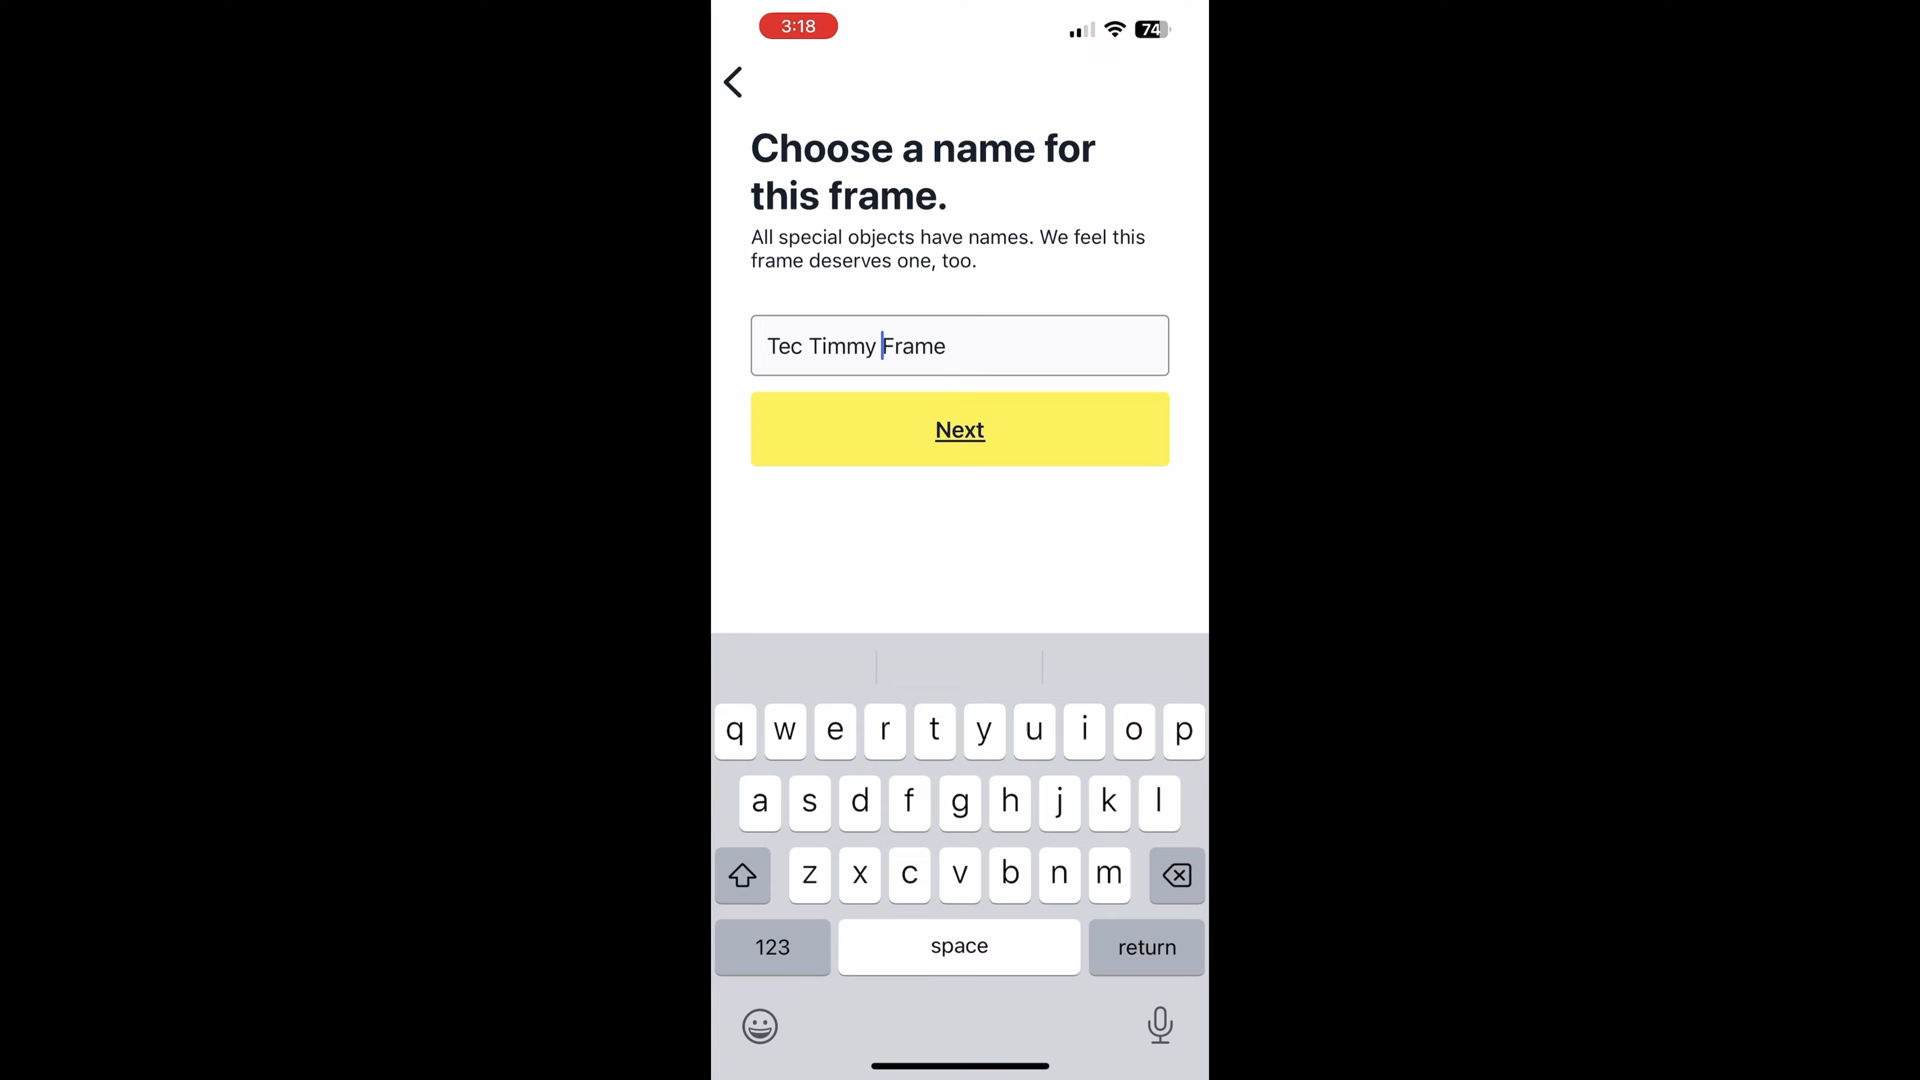 3:18
74
Choose a name for
this frame.
All special objects have names. We feel this
frame deserves one, too.
Tec Timmy Frame
Next
q w e r t y u i o p
a s d f g h j k l
z x c v b n m
123 space return